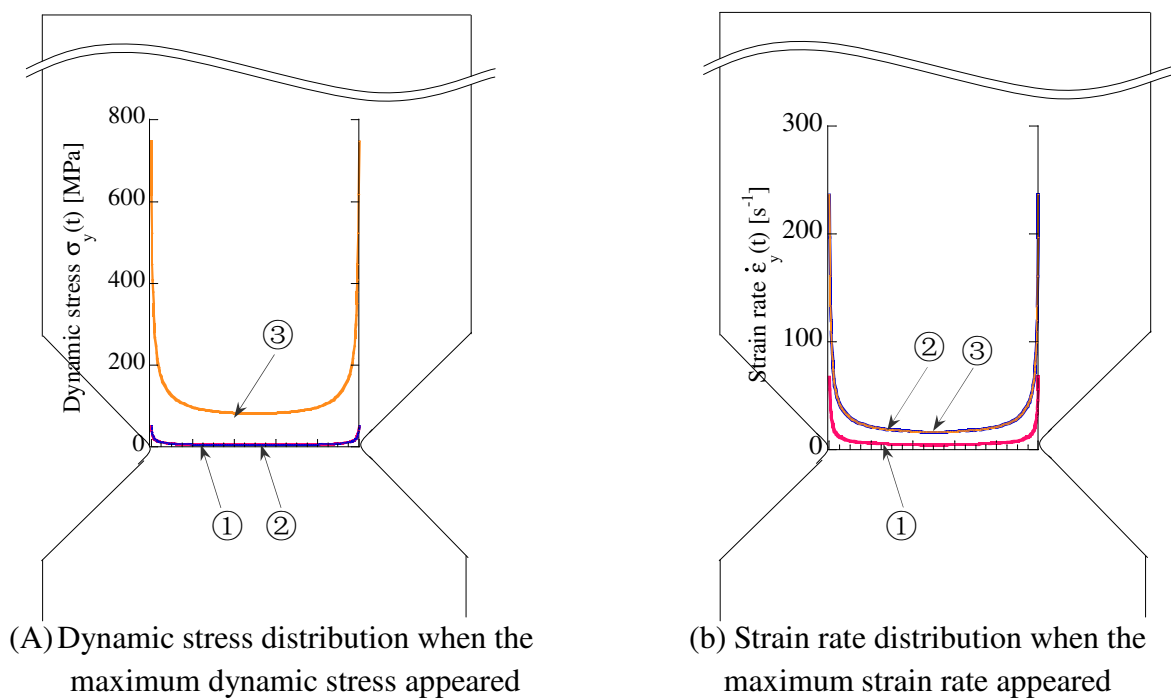 800
600
400
200
0
Dynamic stress σy(t) [MPa]
③
①
②
(A) Dynamic stress distribution when the
maximum dynamic stress appeared
300
200
100
0
Strain rate ε̇y(t) [s⁻¹]
②
③
①
(b) Strain rate distribution when the
maximum strain rate appeared